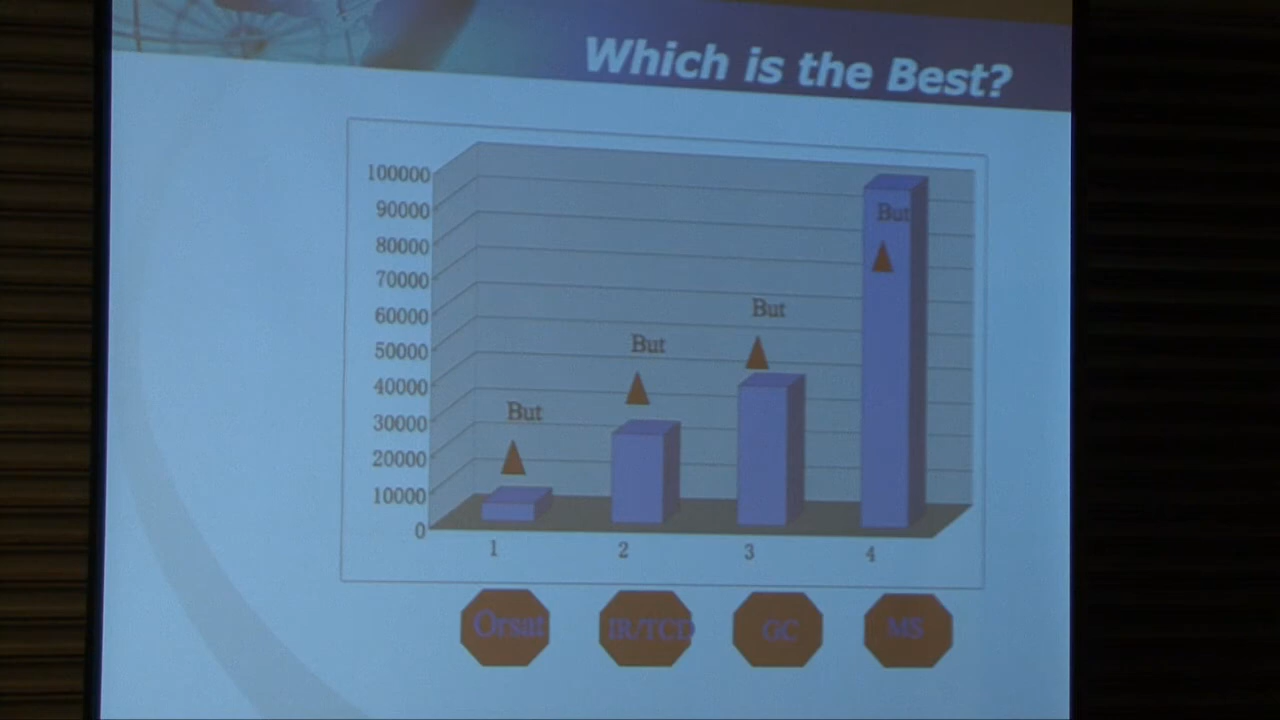 Which is the Best?
100000
90000
80000
70000
60000
50000
40000
30000
20000
10000
0
But
But
But
But
1 2 3 4
Orsat IR/TCD GC MS